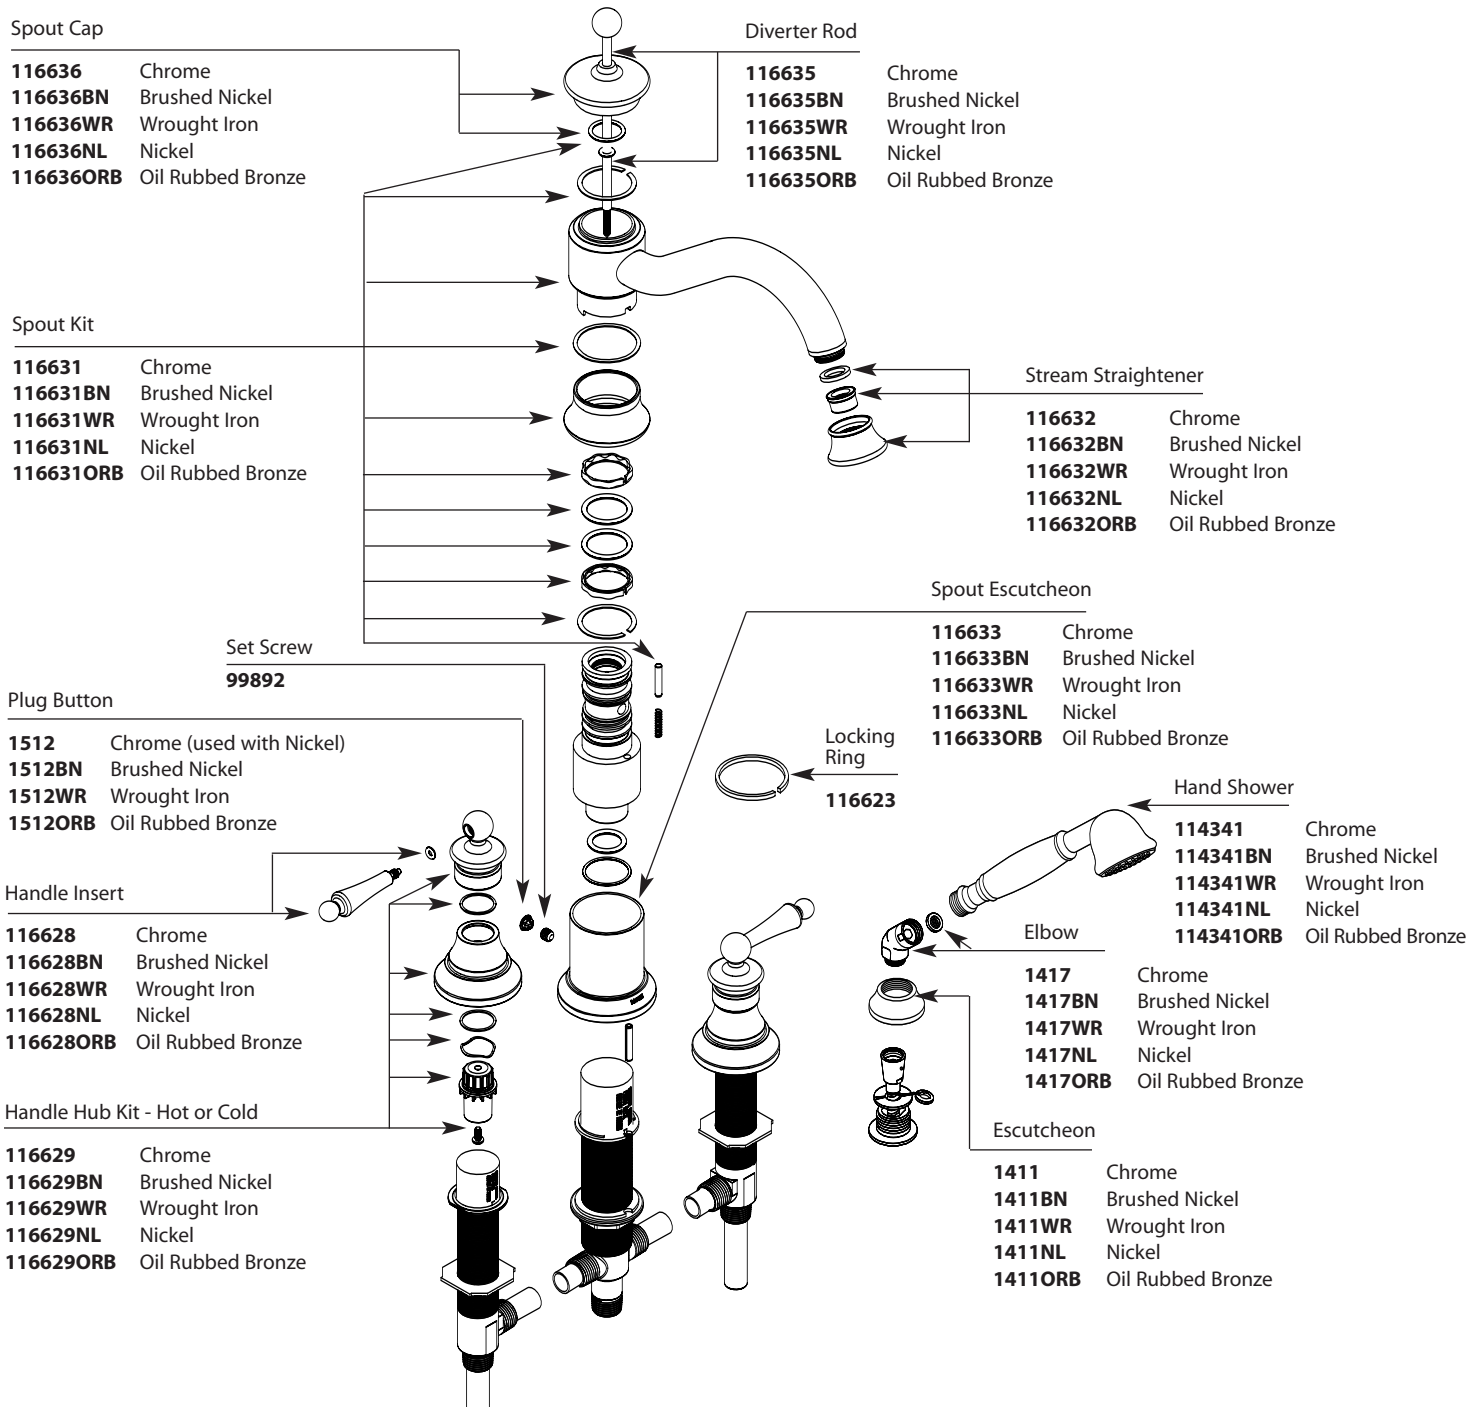 Spout Cap
116636 Chrome
116636BN Brushed Nickel
116636WR Wrought Iron
116636NL Nickel
116636ORB Oil Rubbed Bronze
Diverter Rod
116635 Chrome
116635BN Brushed Nickel
116635WR Wrought Iron
116635NL Nickel
116635ORB Oil Rubbed Bronze
Spout Kit
116631 Chrome
116631BN Brushed Nickel
116631WR Wrought Iron
116631NL Nickel
116631ORB Oil Rubbed Bronze
Stream Straightener
116632 Chrome
116632BN Brushed Nickel
116632WR Wrought Iron
116632NL Nickel
116632ORB Oil Rubbed Bronze
Spout Escutcheon
116633 Chrome
116633BN Brushed Nickel
116633WR Wrought Iron
116633NL Nickel
116633ORB Oil Rubbed Bronze
Set Screw
99892
Plug Button
1512 Chrome (used with Nickel)
1512BN Brushed Nickel
1512WR Wrought Iron
1512ORB Oil Rubbed Bronze
Locking
Ring
116623
Hand Shower
114341 Chrome
114341BN Brushed Nickel
114341WR Wrought Iron
114341NL Nickel
114341ORB Oil Rubbed Bronze
Handle Insert
116628 Chrome
116628BN Brushed Nickel
116628WR Wrought Iron
116628NL Nickel
116628ORB Oil Rubbed Bronze
Elbow
1417 Chrome
1417BN Brushed Nickel
1417WR Wrought Iron
1417NL Nickel
1417ORB Oil Rubbed Bronze
Handle Hub Kit - Hot or Cold
116629 Chrome
116629BN Brushed Nickel
116629WR Wrought Iron
116629NL Nickel
116629ORB Oil Rubbed Bronze
Escutcheon
1411 Chrome
1411BN Brushed Nickel
1411WR Wrought Iron
1411NL Nickel
1411ORB Oil Rubbed Bronze